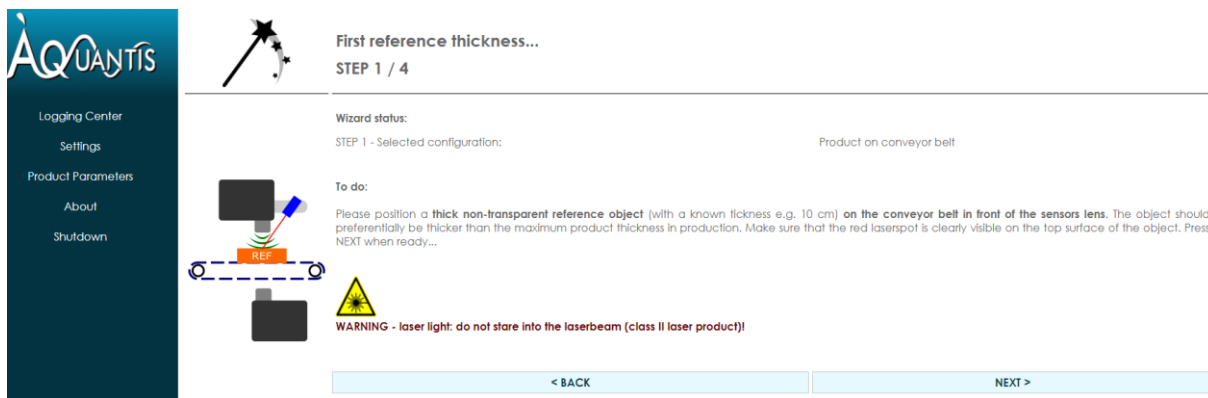 ÀQUANTIS
Logging Center
Settings
Product Parameters
About
Shutdown
First reference thickness...
STEP 1 / 4
Wizard status:
STEP 1 - Selected configuration: Product on conveyor belt
To do:
Please position a thick non-transparent reference object (with a known tickness e.g. 10 cm) on the conveyor belt in front of the sensors lens. The object should
preferentially be thicker than the maximum product thickness in production. Make sure that the red laserspot is clearly visible on the top surface of the object. Press
NEXT when ready...
REF
WARNING - laser light: do not stare into the laserbeam (class II laser product)!
< BACK
NEXT >